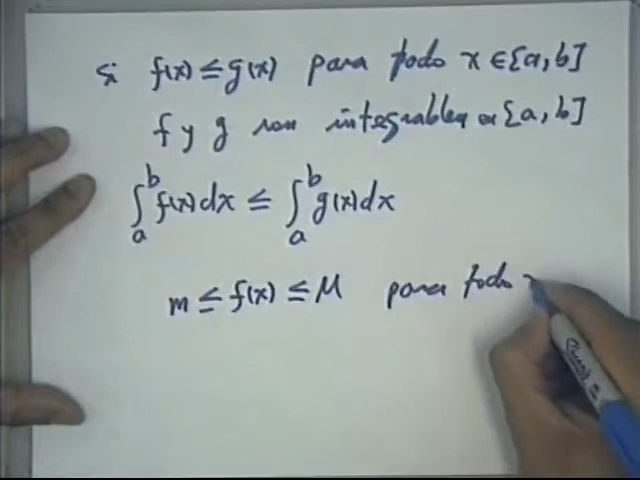 si f(x) ≤ g(x) para todo x ∈ [a, b]
f y g son integrables en [a, b]
∫_a^b f(x) dx ≤ ∫_a^b g(x) dx
m ≤ f(x) ≤ M para todo x